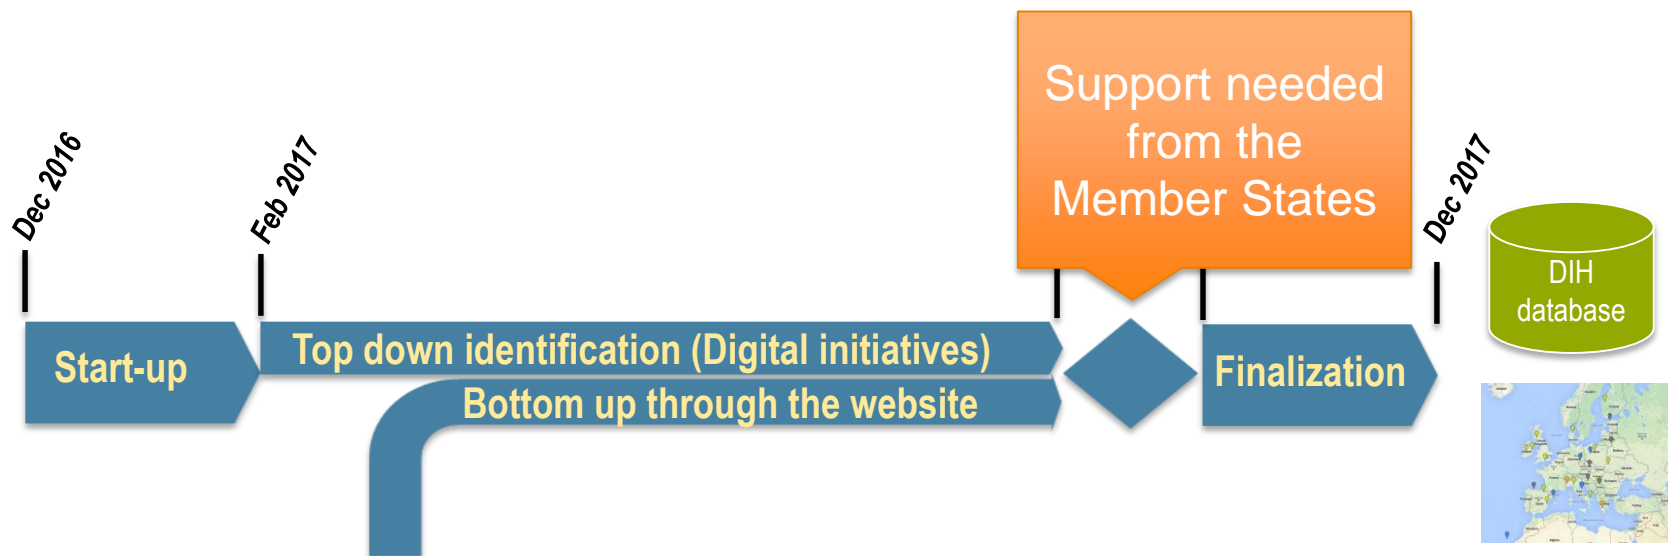 Support needed
from the
Member States
Dec 2016
Feb 2017
Dec 2017
DIH
database
Start-up
Top down identification (Digital initiatives)
Bottom up through the website
Finalization